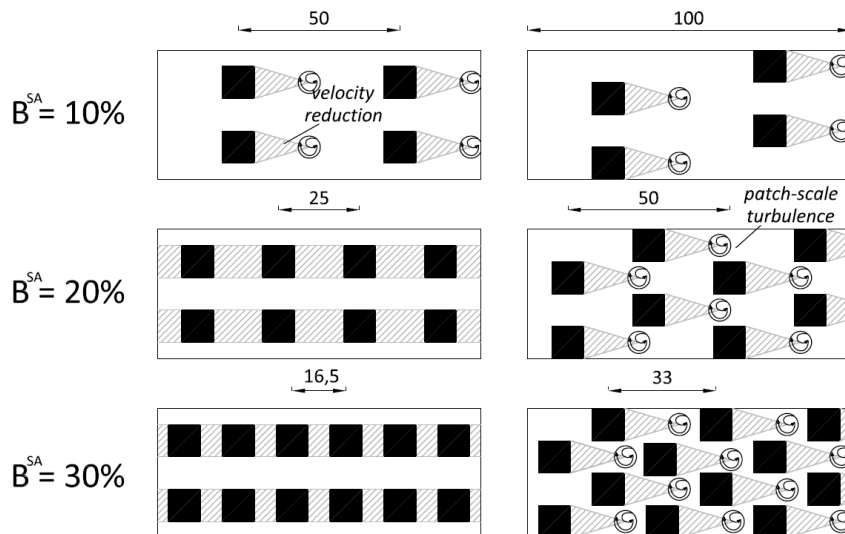 50
100
B^SA = 10%
velocity
reduction
25
50
patch-scale
turbulence
B^SA = 20%
16,5
33
B^SA = 30%